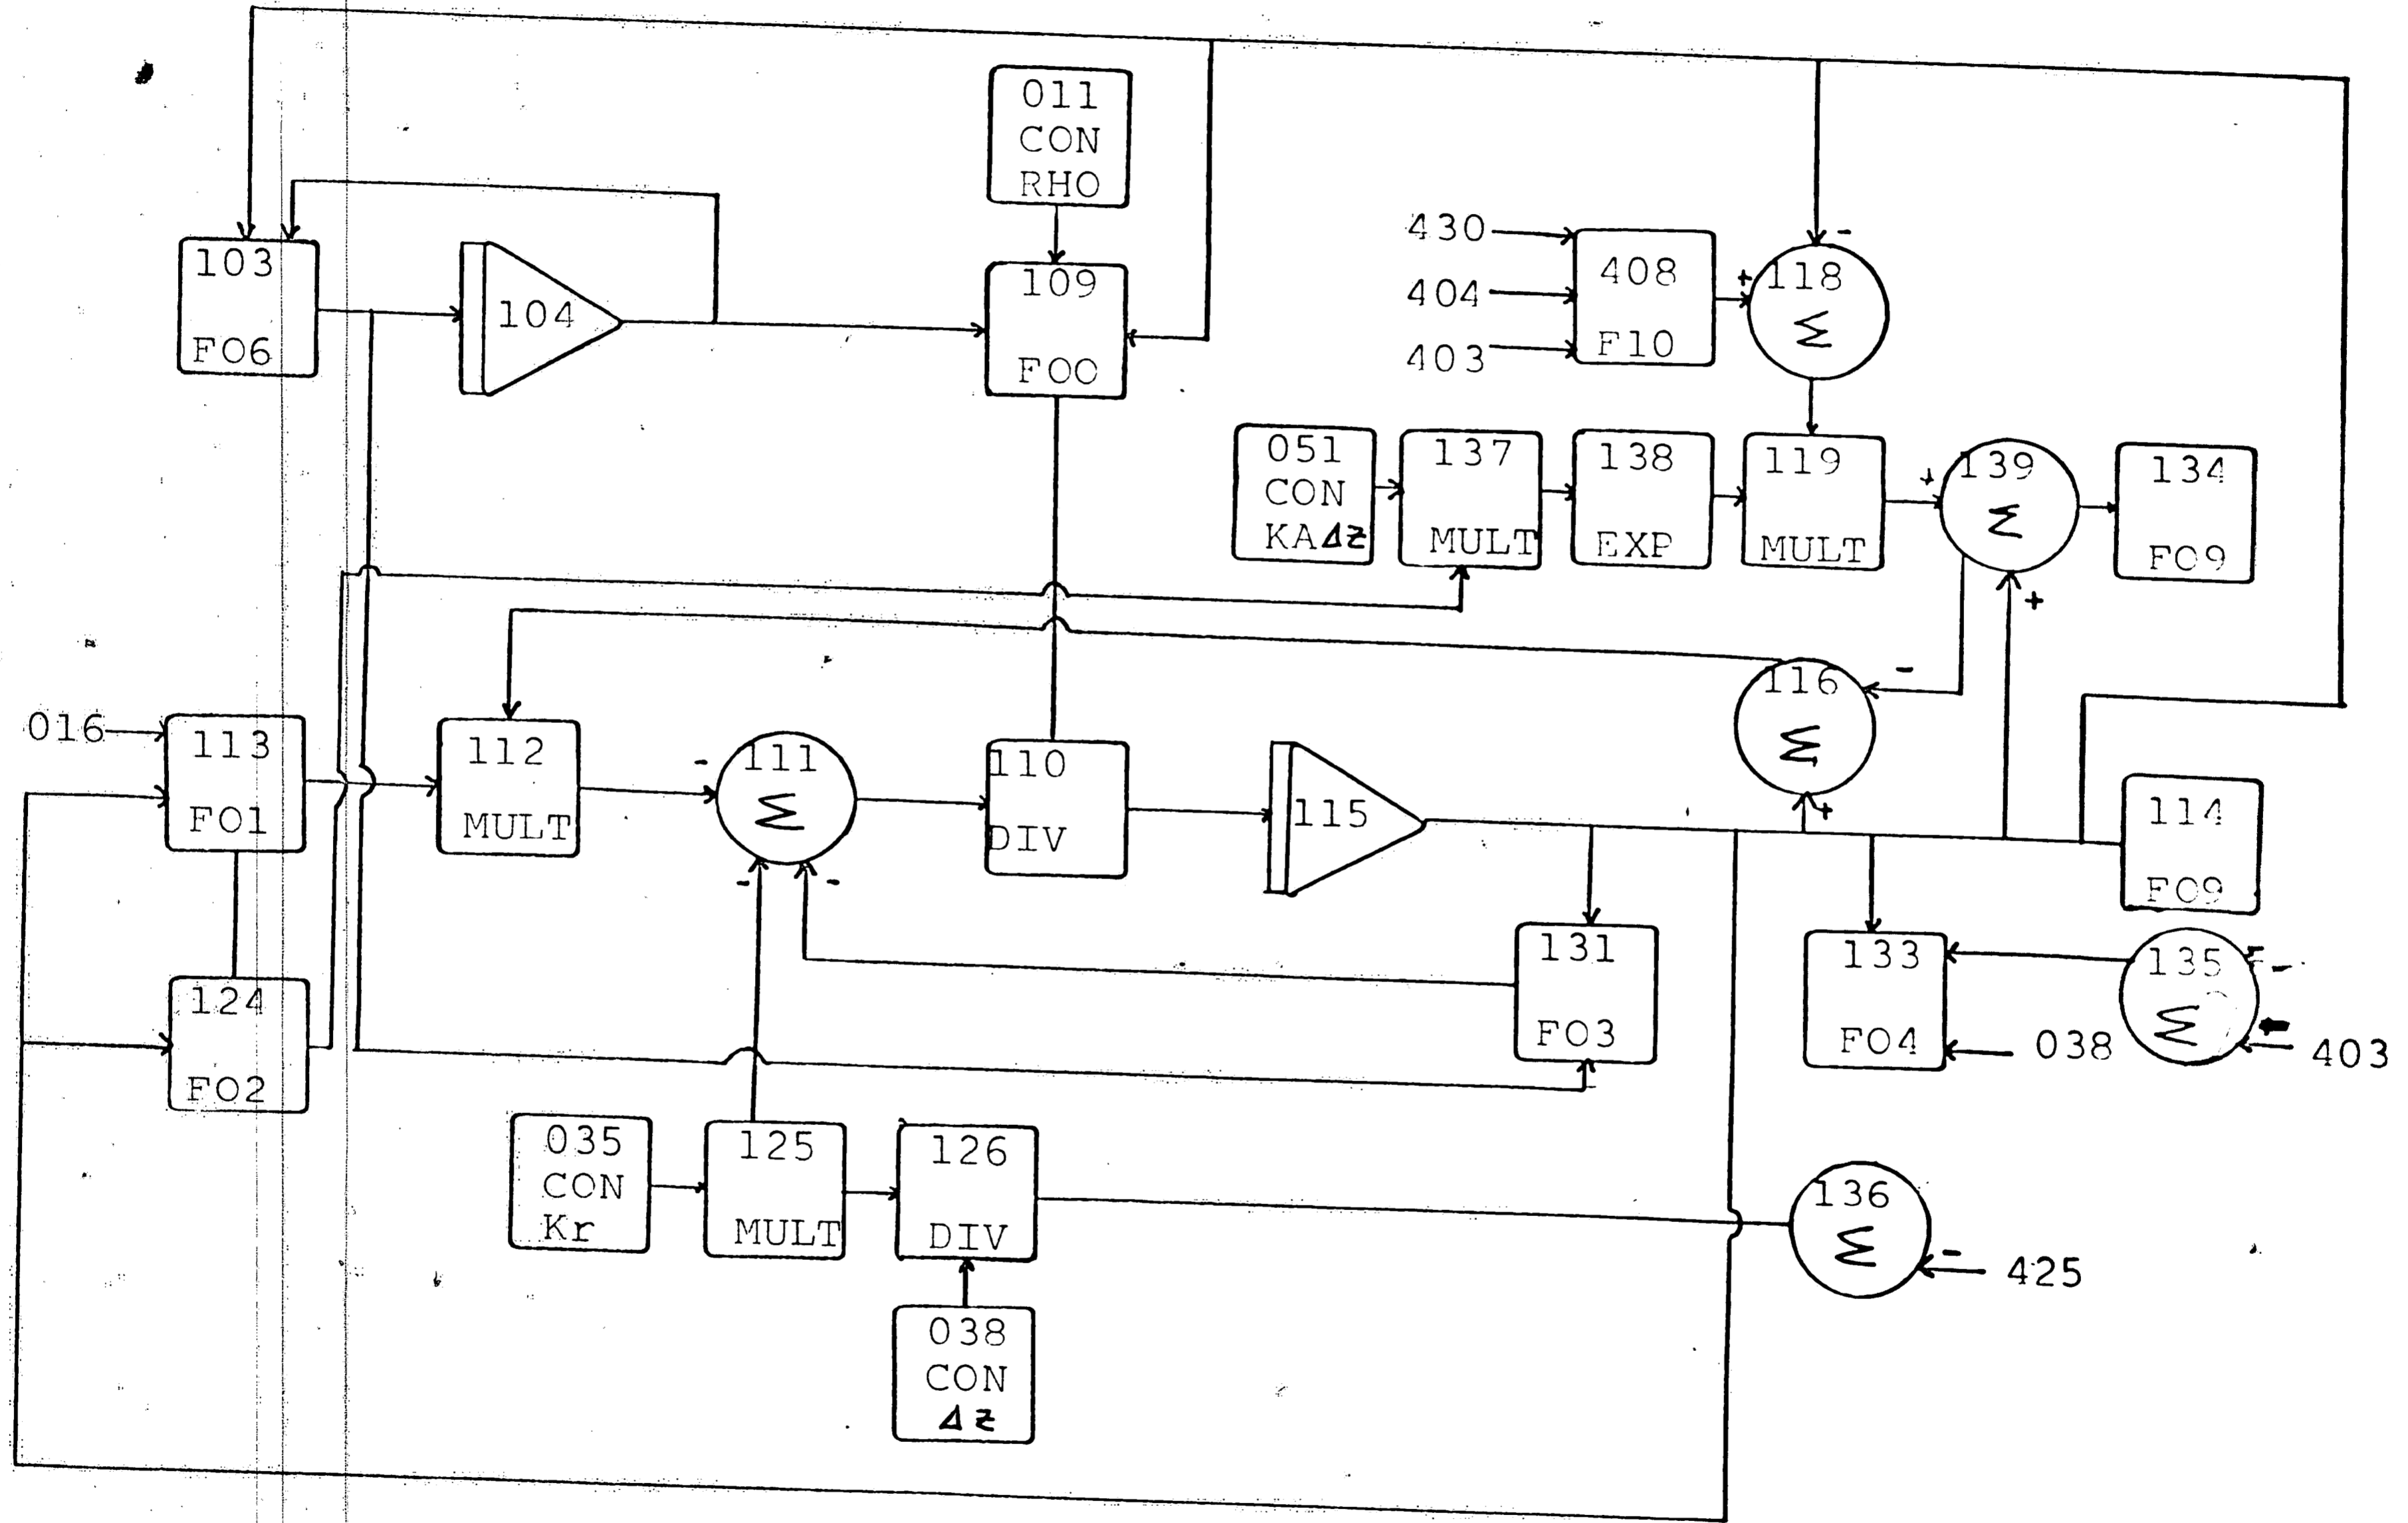 011
CON
RHO
103
FO6
104
109
FOO
430
404
403
408
F10
-
+
118
Σ
051
CON
KAΔz
137
MULT
138
EXP
119
MULT
+
139
Σ
134
FO9
+
-
116
Σ
+
016
113
FO1
112
MULT
-
111
Σ
-
-
110
DIV
115
114
FO9
124
FO2
131
FO3
133
FO4
135
Σ
-
038
403
035
CON
Kr
125
MULT
126
DIV
136
Σ
-
425
038
CON
Δz